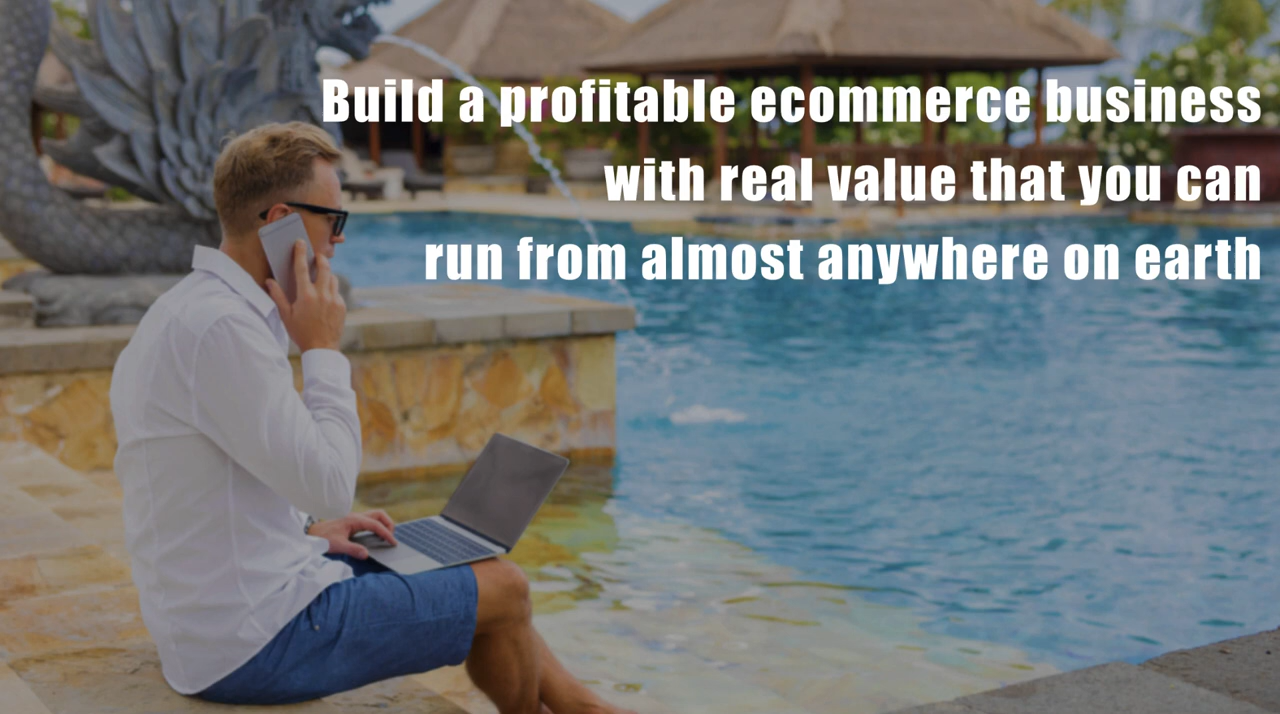 Build a profitable ecommerce business
with real value that you can
run from almost anywhere on earth